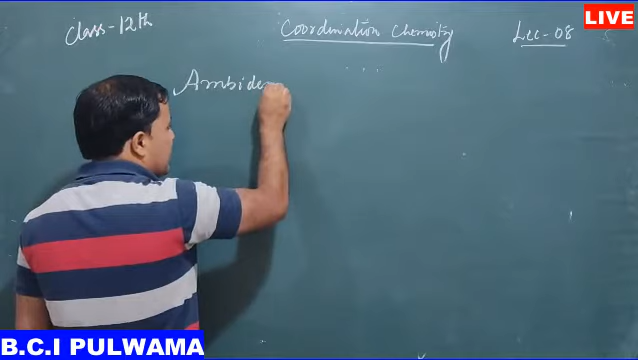 Class-12th
Coordination Chemistry
Lec-08
LIVE
Ambide
B.C.I PULWAMA